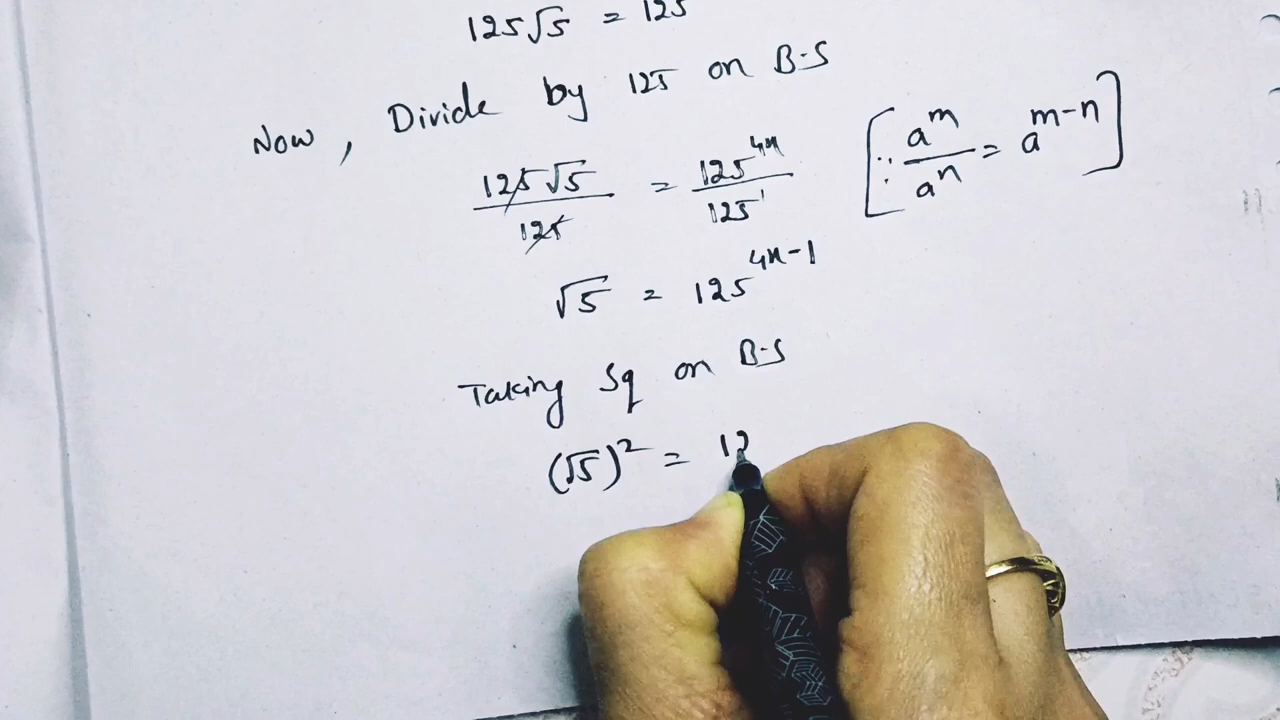 125√5 = 125
Now, Divide by 125 on B.S
125√5 / 125 = 125^4x / 125^1 [∵ a^m / a^n = a^m-n]
√5 = 125^4x-1
Taking Sq on B.S
(√5)^2 = 12